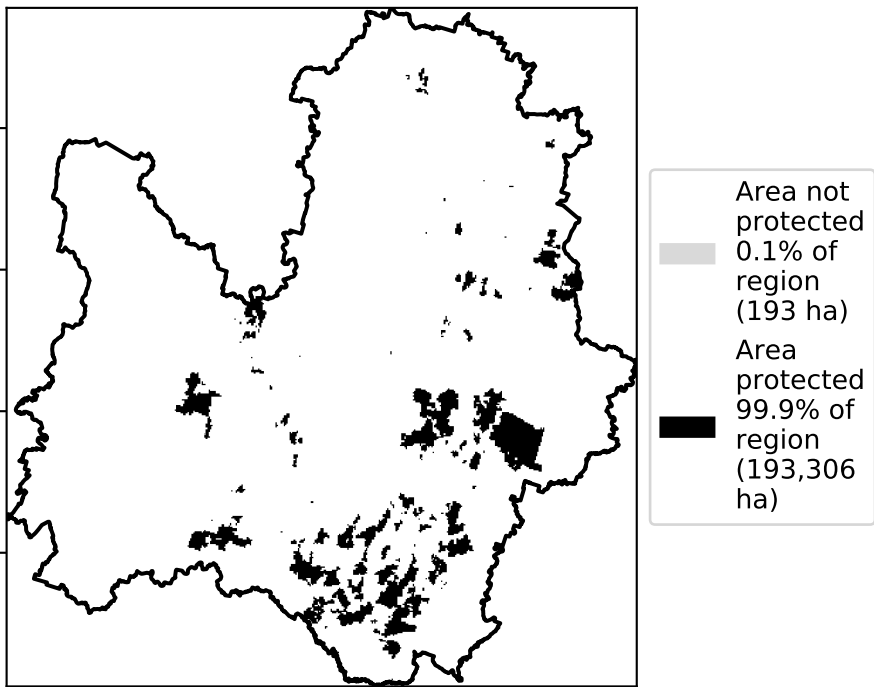 Area not
protected
0.1% of
region
(193 ha)
Area
protected
99.9% of
region
(193,306
ha)